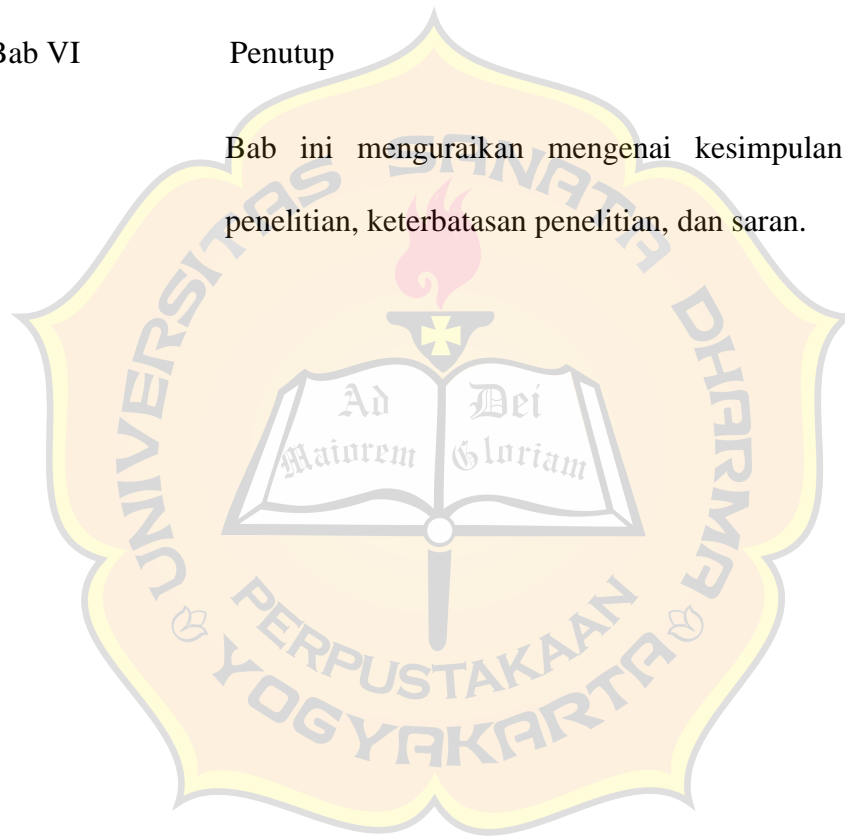 Bab VI Penutup
Bab ini menguraikan mengenai kesimpulan
penelitian, keterbatasan penelitian, dan saran.
UNIVERSITAS SANATA DHARMA
Ad Dei
Maiorem Gloriam
PERPUSTAKAAN
YOGYAKARTA